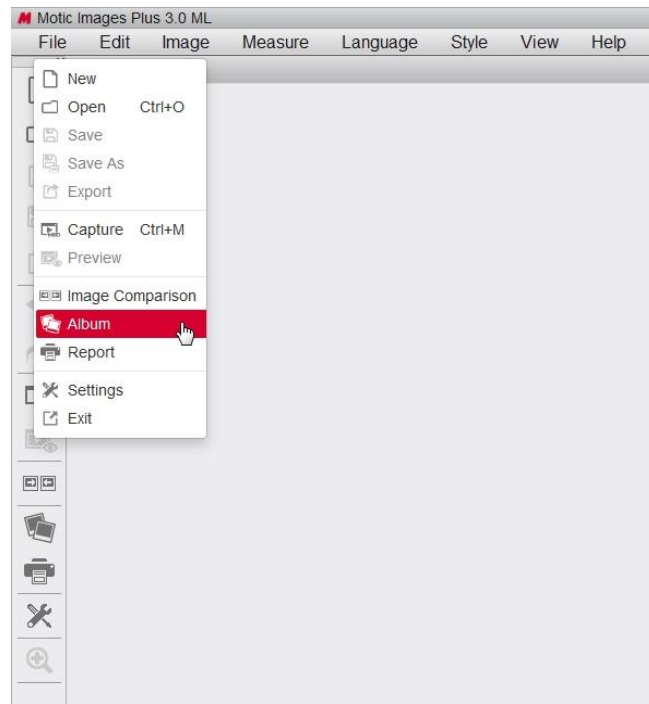 Motic Images Plus 3.0 ML
File Edit Image Measure Language Style View Help
New
Open Ctrl+O
Save
Save As
Export
Capture Ctrl+M
Preview
Image Comparison
Album
Report
Settings
Exit